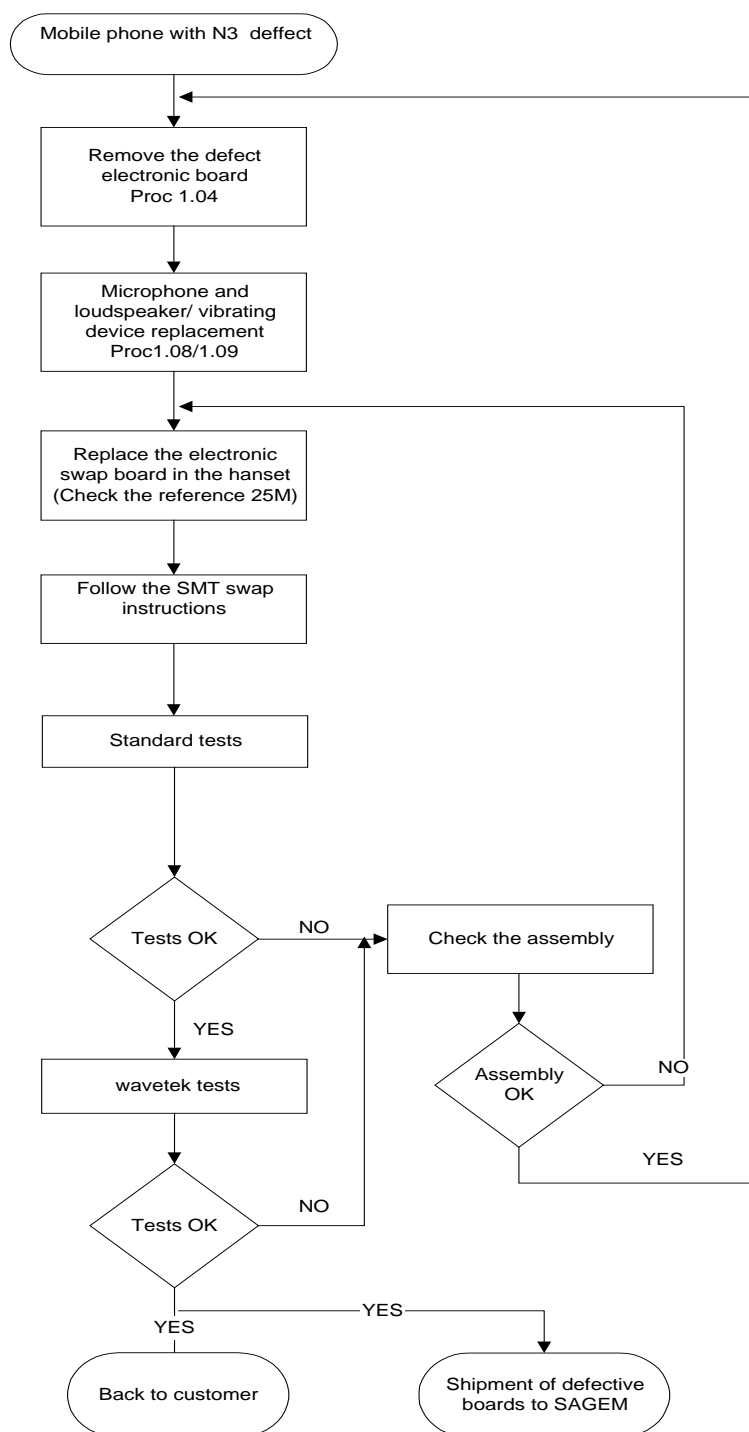 Mobile phone with N3 deffect
Remove the defect
electronic board
Proc 1.04
Microphone and
loudspeaker/ vibrating
device replacement
Proc1.08/1.09
Replace the electronic
swap board in the hanset
(Check the reference 25M)
Follow the SMT swap
instructions
Standard tests
Tests OK
NO
Check the assembly
YES
wavetek tests
Assembly
OK
NO
YES
Tests OK
NO
YES
YES
Back to customer
Shipment of defective
boards to SAGEM